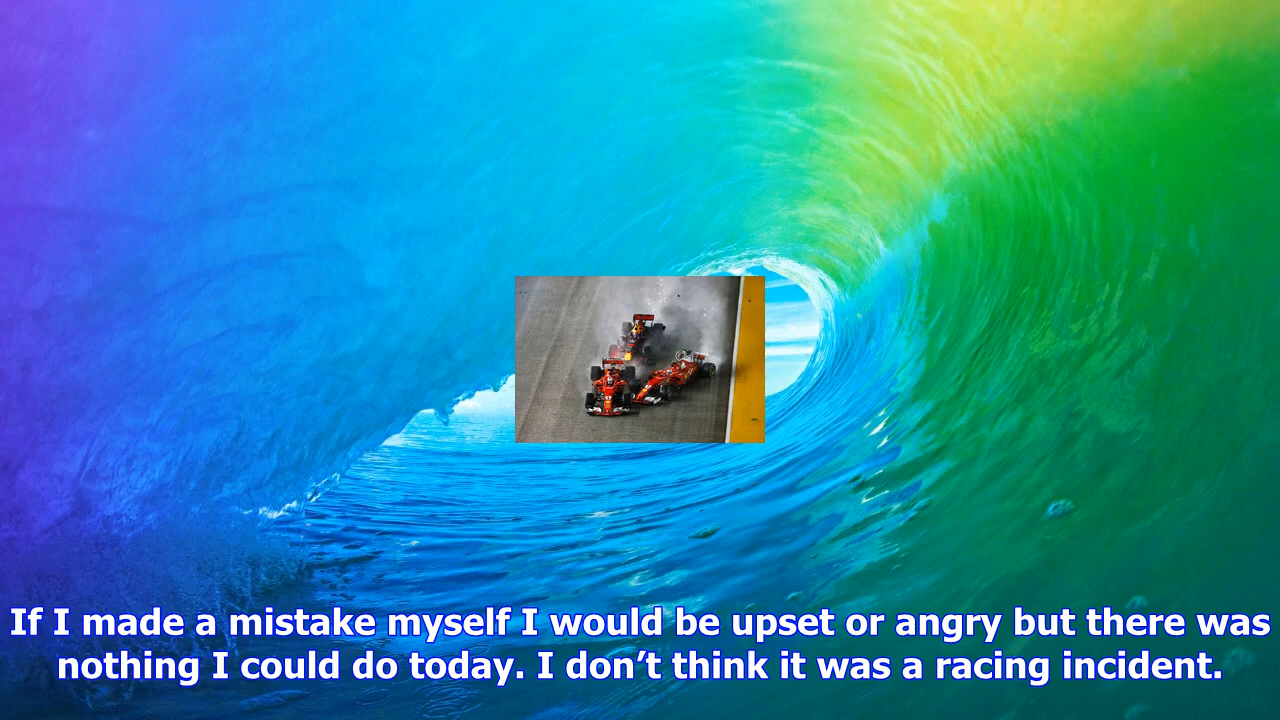 If I made a mistake myself I would be upset or angry but there was
nothing I could do today. I don’t think it was a racing incident.